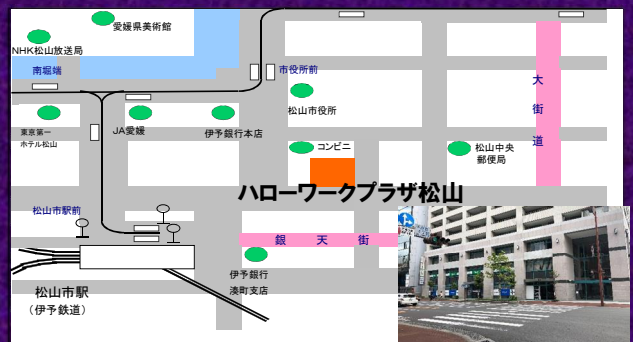 愛媛県美術館
NHK松山放送局
南堀端
市役所前
大街道
松山市役所
東京第一
ホテル松山
JA愛媛
伊予銀行本店
コンビニ
松山中央
郵便局
ハローワークプラザ松山
松山市駅前
銀天街
伊予銀行
湊町支店
松山市駅
（伊予鉄道）